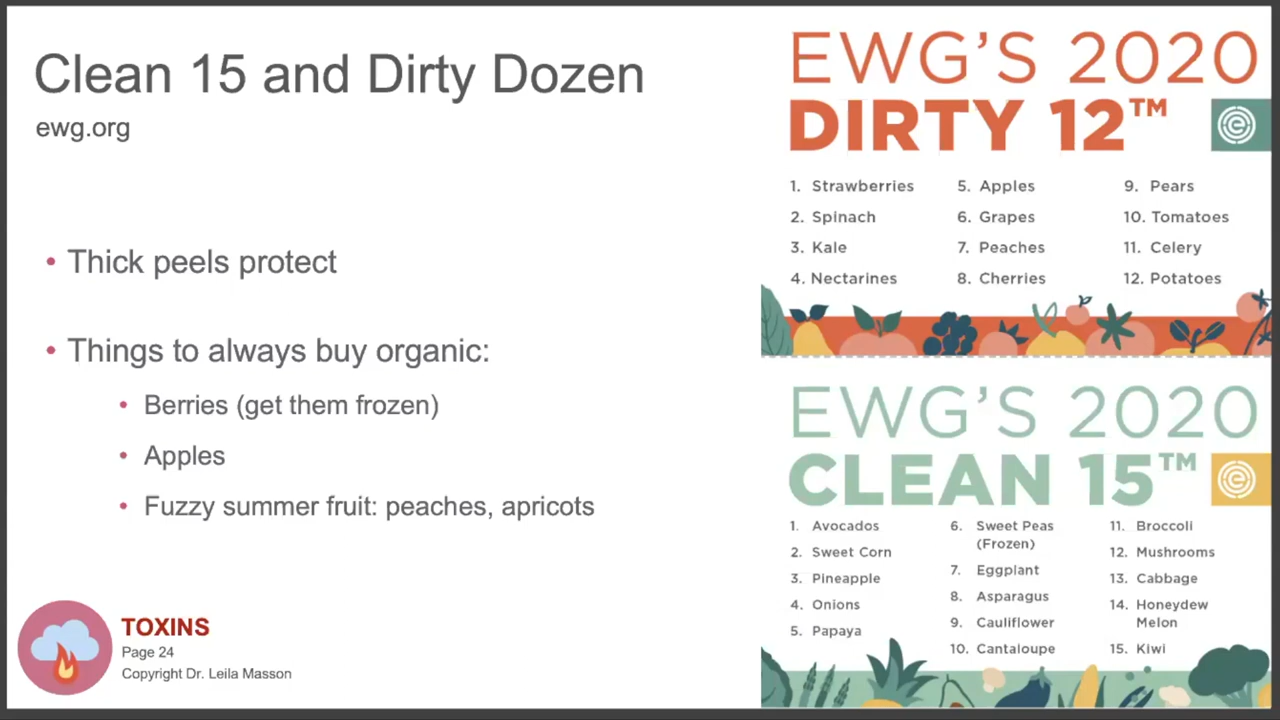 Clean 15 and Dirty Dozen
ewg.org
• Thick peels protect
• Things to always buy organic:
• Berries (get them frozen)
• Apples
• Fuzzy summer fruit: peaches, apricots
TOXINS
Page 24
Copyright Dr. Leila Masson
EWG'S 2020
DIRTY 12™
1. Strawberries
2. Spinach
3. Kale
4. Nectarines
5. Apples
6. Grapes
7. Peaches
8. Cherries
9. Pears
10. Tomatoes
11. Celery
12. Potatoes
EWG'S 2020
CLEAN 15™
1. Avocados
2. Sweet Corn
3. Pineapple
4. Onions
5. Papaya
6. Sweet Peas
(Frozen)
7. Eggplant
8. Asparagus
9. Cauliflower
10. Cantaloupe
11. Broccoli
12. Mushrooms
13. Cabbage
14. Honeydew
Melon
15. Kiwi